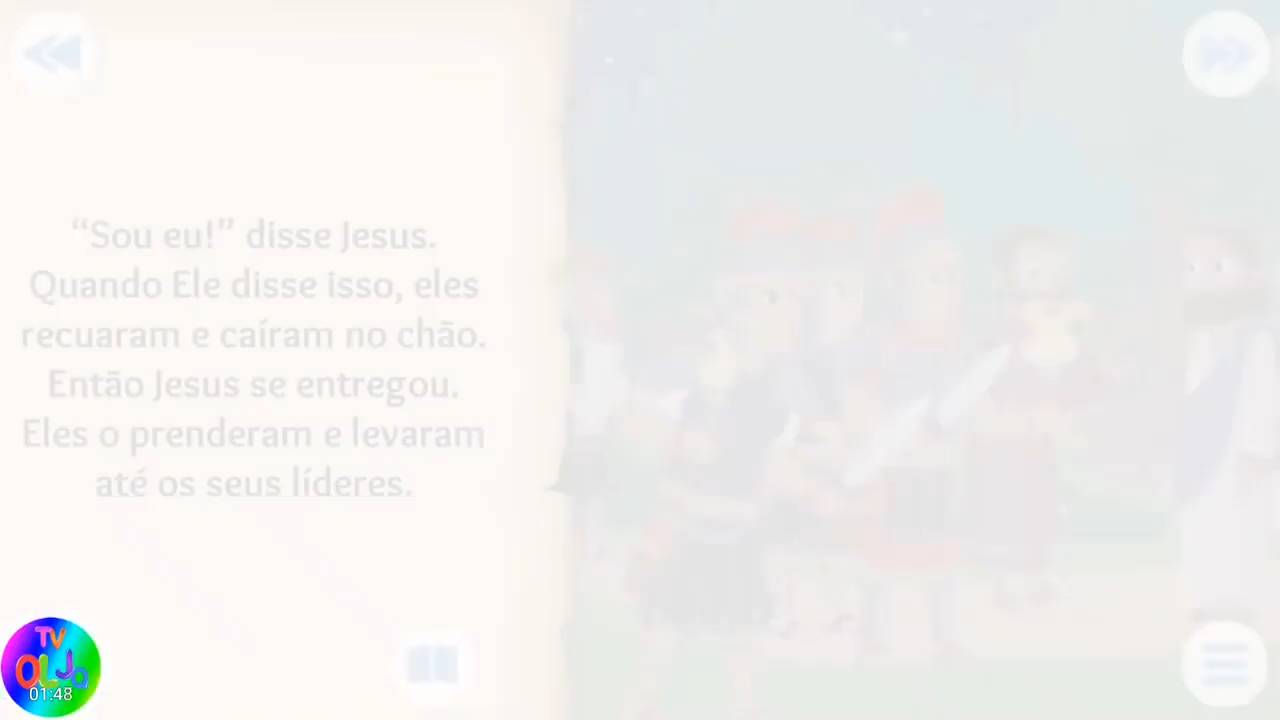 “Sou eu!” disse Jesus.
Quando Ele disse isso, eles
recuaram e caíram no chão.
Então Jesus se entregou.
Eles o prenderam e levaram
até os seus líderes.
TV
01:48